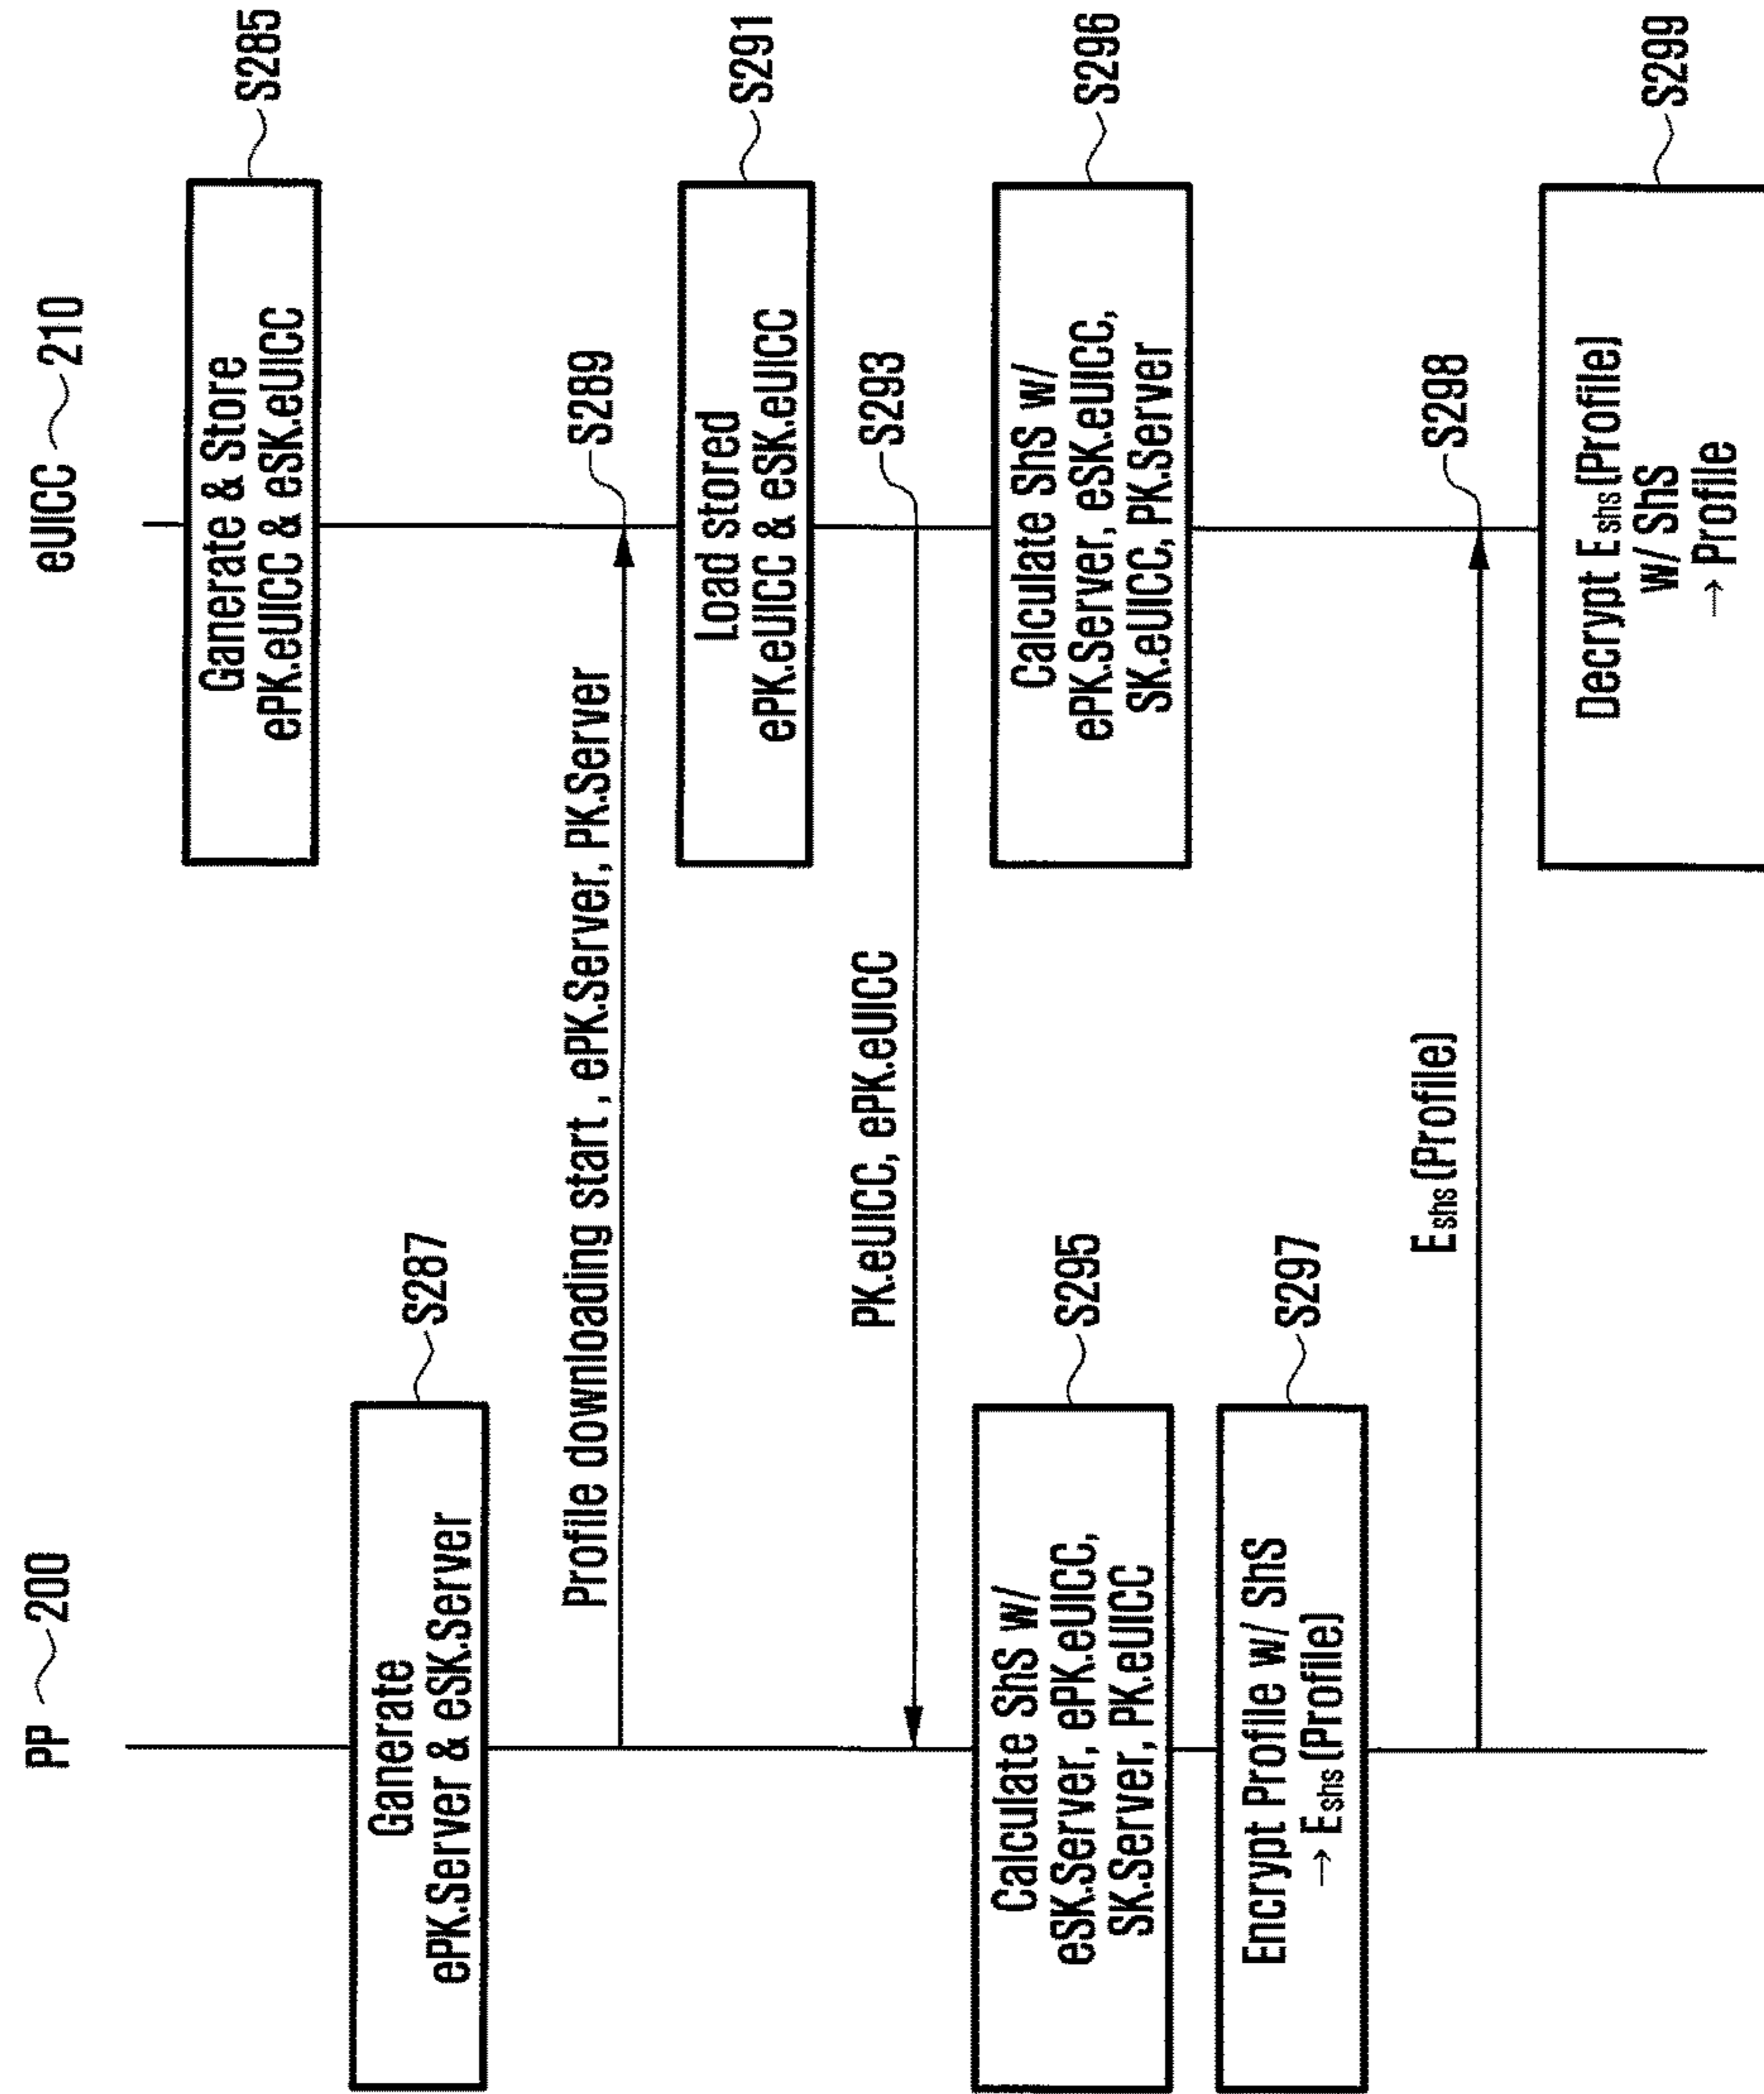 PP 200
eUICC 210
Ganerate & Store
ePK.eUICC & eSK.eUICC
S285
Ganerate
ePK.Server & eSK.Server
S287
Profile downloading start , ePK.Server, PK.Server
S289
Load stored
ePK.eUICC & eSK.eUICC
S291
PK.eUICC, ePK.eUICC
S293
Calculate ShS w/
eSK.Server, ePK.eUICC,
SK.Server, PK.eUICC
S295
Calculate ShS w/
ePK.Server, eSK.eUICC,
SK.eUICC, PK.Server
S296
Encrypt Profile w/ ShS
→ Eshs (Profile)
S297
Eshs (Profile)
S298
Decrypt Eshs (Profile)
w/ ShS
→ Profile
S299